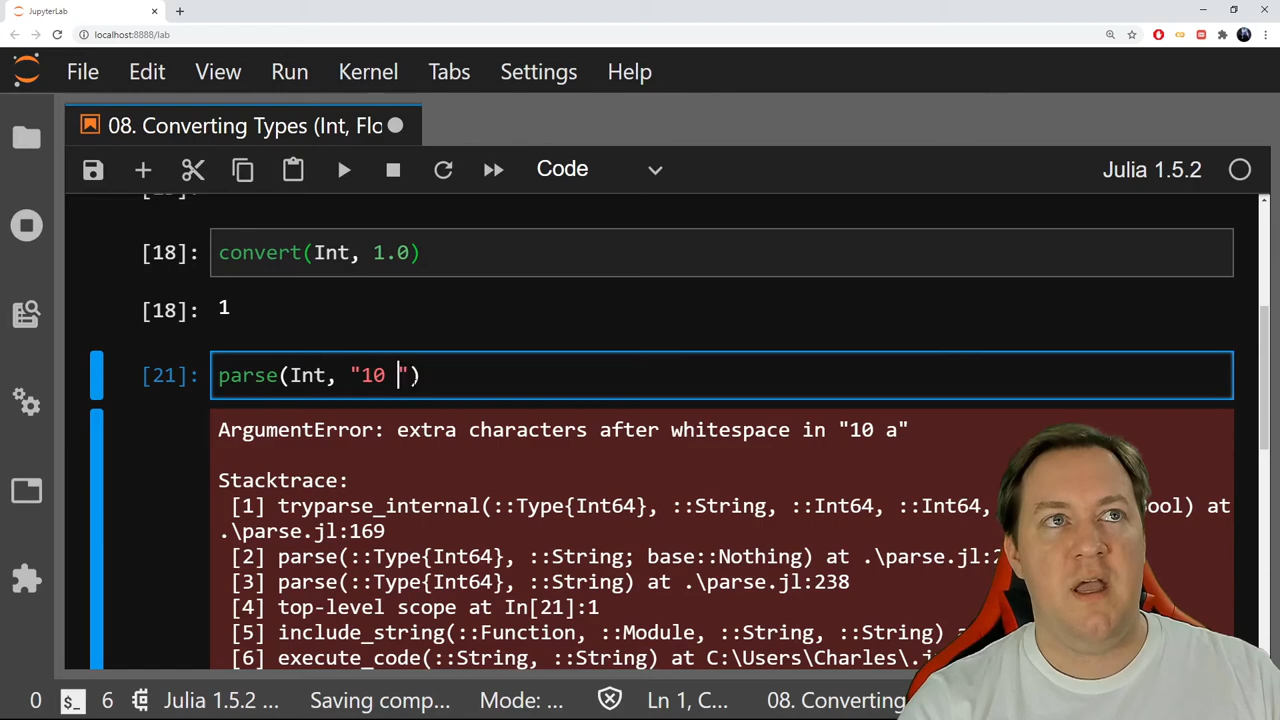 JupyterLab
localhost:8888/lab
File Edit View Run Kernel Tabs Settings Help
08. Converting Types (Int, Flo
Code
Julia 1.5.2
[18]: convert(Int, 1.0)
[18]: 1
[21]: parse(Int, "10 ")
ArgumentError: extra characters after whitespace in "10 a"
Stacktrace:
[1] tryparse_internal(::Type{Int64}, ::String, ::Int64, ::Int64, ool) at
.\parse.jl:169
[2] parse(::Type{Int64}, ::String; base::Nothing) at .\parse.jl:2
[3] parse(::Type{Int64}, ::String) at .\parse.jl:238
[4] top-level scope at In[21]:1
[5] include_string(::Function, ::Module, ::String, ::String) a
[6] execute_code(::String, ::String) at C:\Users\Charles\.j
0 $_ 6 Julia 1.5.2 Saving comp... Mode: ... Ln 1, C... 08. Converting